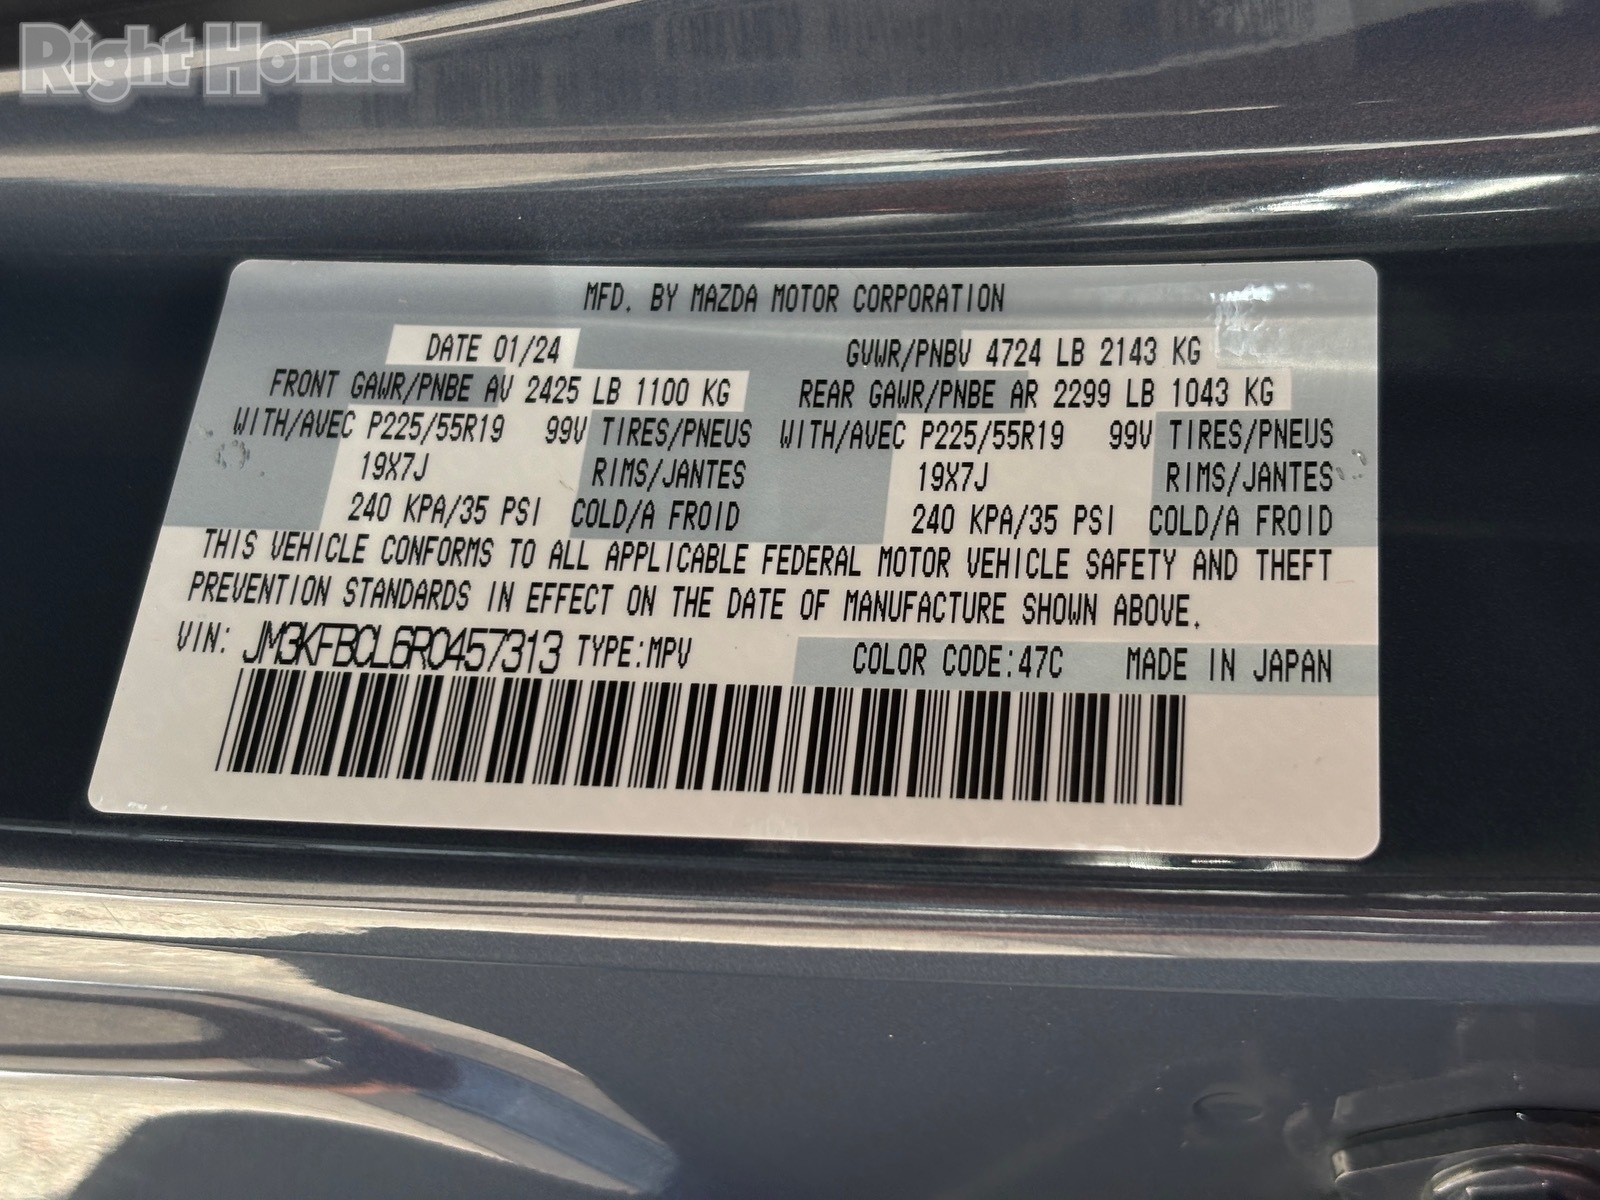 Right Honda
MFD. BY MAZDA MOTOR CORPORATION
DATE 01/24 GVWR/PNBV 4724 LB 2143 KG
FRONT GAWR/PNBE AV 2425 LB 1100 KG REAR GAWR/PNBE AR 2299 LB 1043 KG
WITH/AVEC P225/55R19 99V TIRES/PNEUS WITH/AVEC P225/55R19 99V TIRES/PNEUS
19X7J RIMS/JANTES 19X7J RIMS/JANTES
240 KPA/35 PSI COLD/A FROID 240 KPA/35 PSI COLD/A FROID
THIS VEHICLE CONFORMS TO ALL APPLICABLE FEDERAL MOTOR VEHICLE SAFETY AND THEFT
PREVENTION STANDARDS IN EFFECT ON THE DATE OF MANUFACTURE SHOWN ABOVE.
VIN: JM3KFBCL6R0457313 TYPE:MPV COLOR CODE:47C MADE IN JAPAN